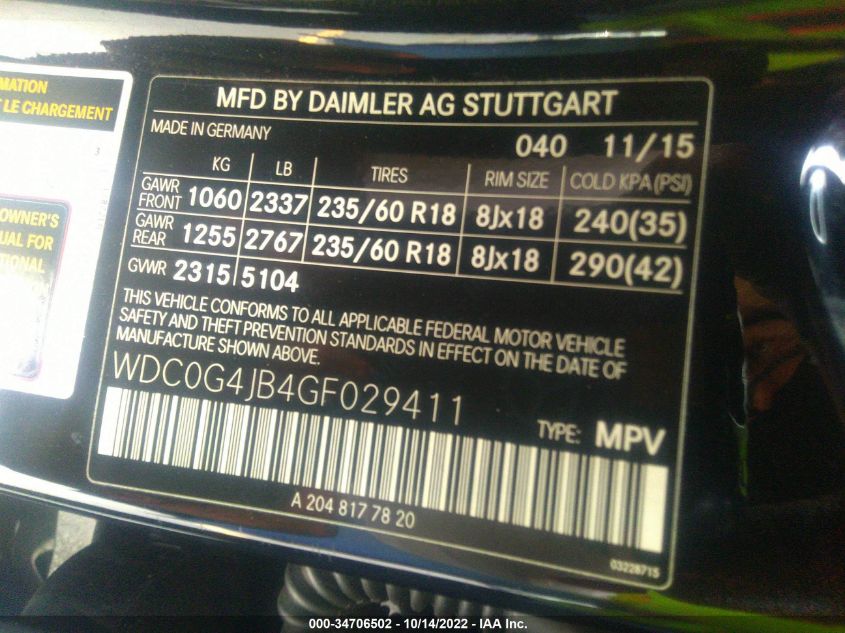 MATION
T LE CHARGEMENT
OWNER'S
UAL FOR
TIONAL
MFD BY DAIMLER AG STUTTGART
MADE IN GERMANY 040 11/15
KG LB TIRES RIM SIZE COLD KPA (PSI)
GAWR FRONT 1060 2337 235/60 R18 8Jx18 240(35)
GAWR REAR 1255 2767 235/60 R18 8Jx18 290(42)
GVWR 2315 5104
THIS VEHICLE CONFORMS TO ALL APPLICABLE FEDERAL MOTOR VEHICLE
SAFETY AND THEFT PREVENTION STANDARDS IN EFFECT ON THE DATE OF
MANUFACTURE SHOWN ABOVE.
WDC0G4JB4GF029411
TYPE: MPV
A 204 817 78 20
03228715
000-34706502 - 10/14/2022 - IAA Inc.